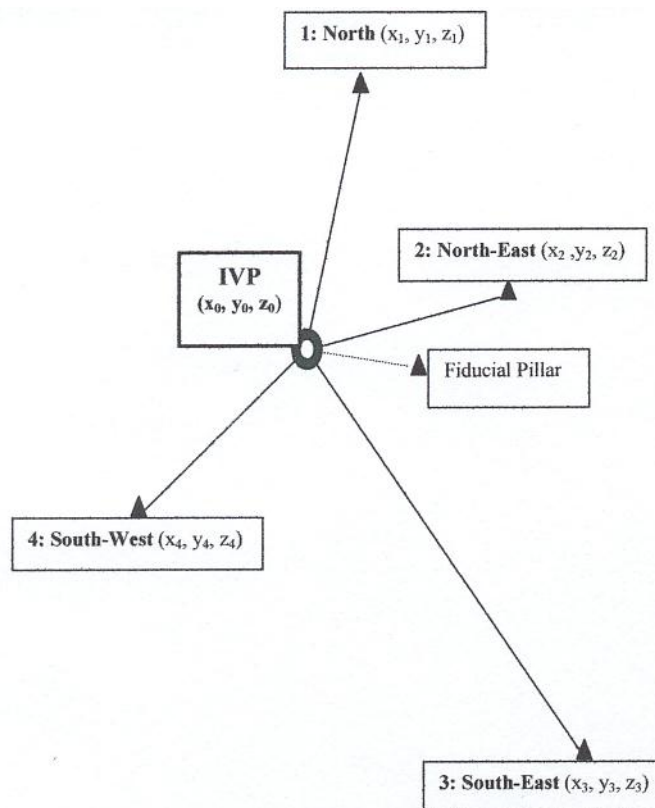 1: North (x₁, y₁, z₁)
2: North-East (x₂ ,y₂, z₂)
IVP
(x₀, y₀, z₀)
Fiducial Pillar
4: South-West (x₄, y₄, z₄)
3: South-East (x₃, y₃, z₃)